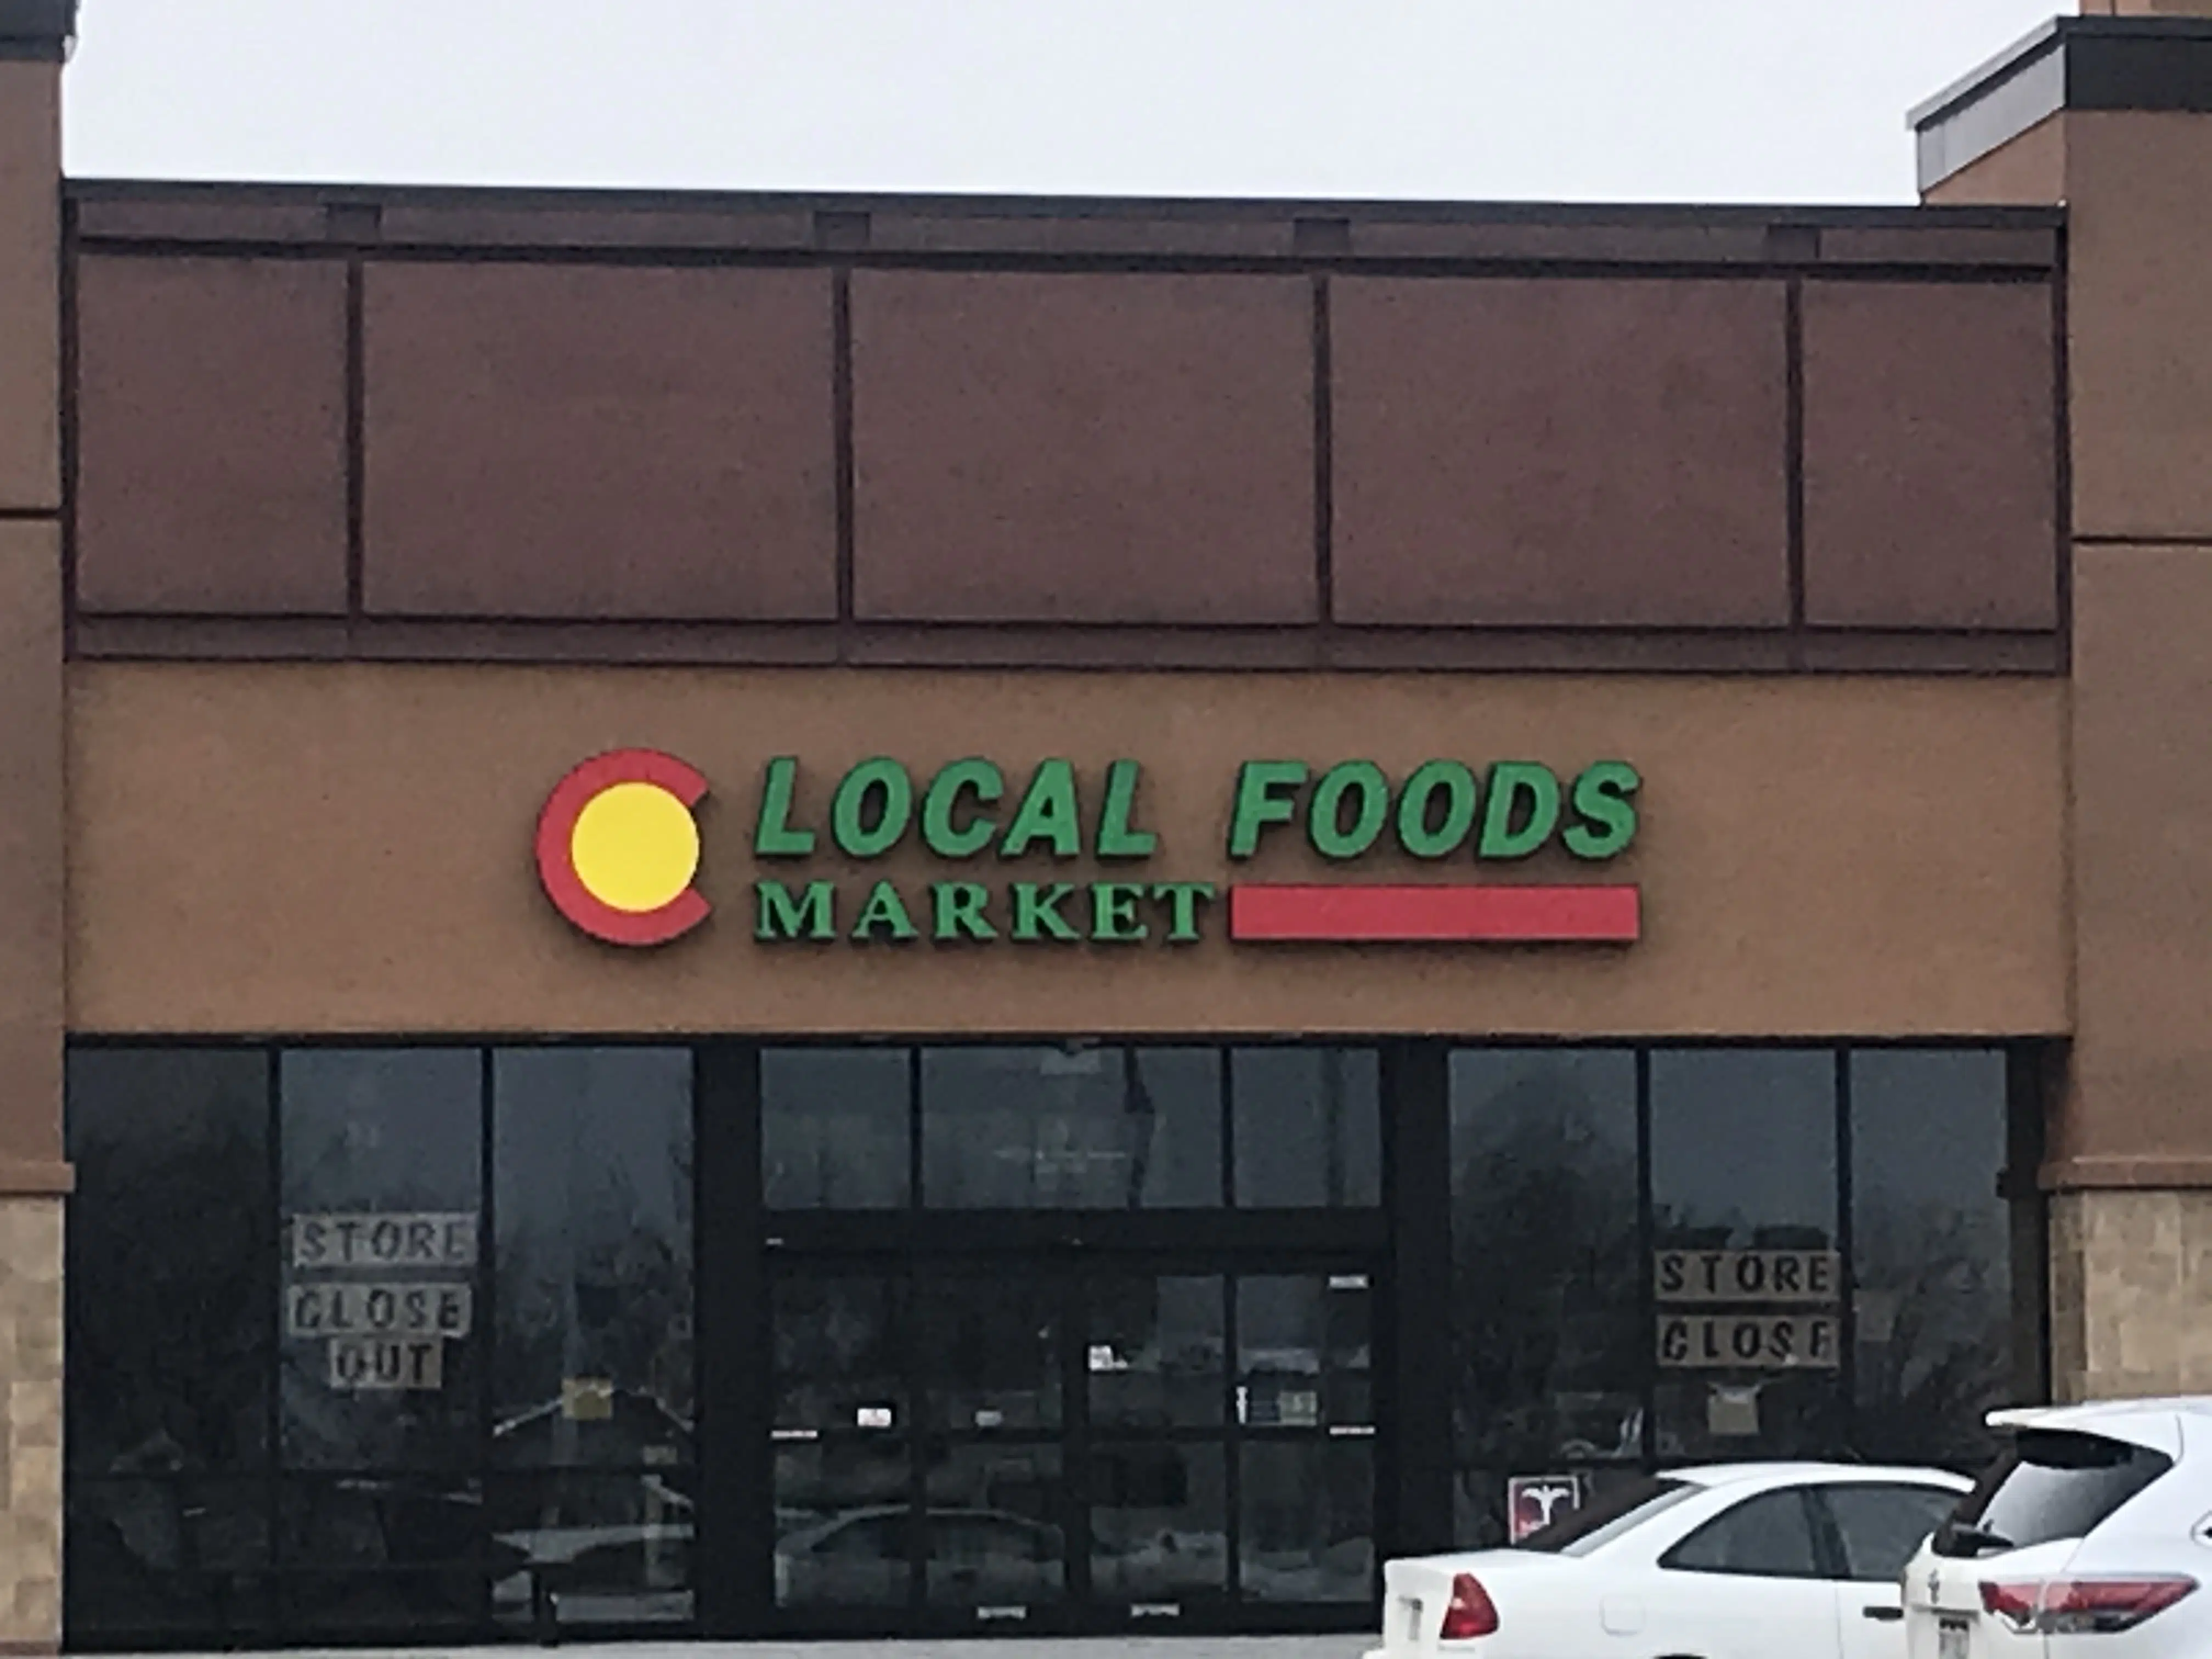 LOCAL FOODS
MARKET
STORE
CLOSE
OUT
STORE
CLOSE